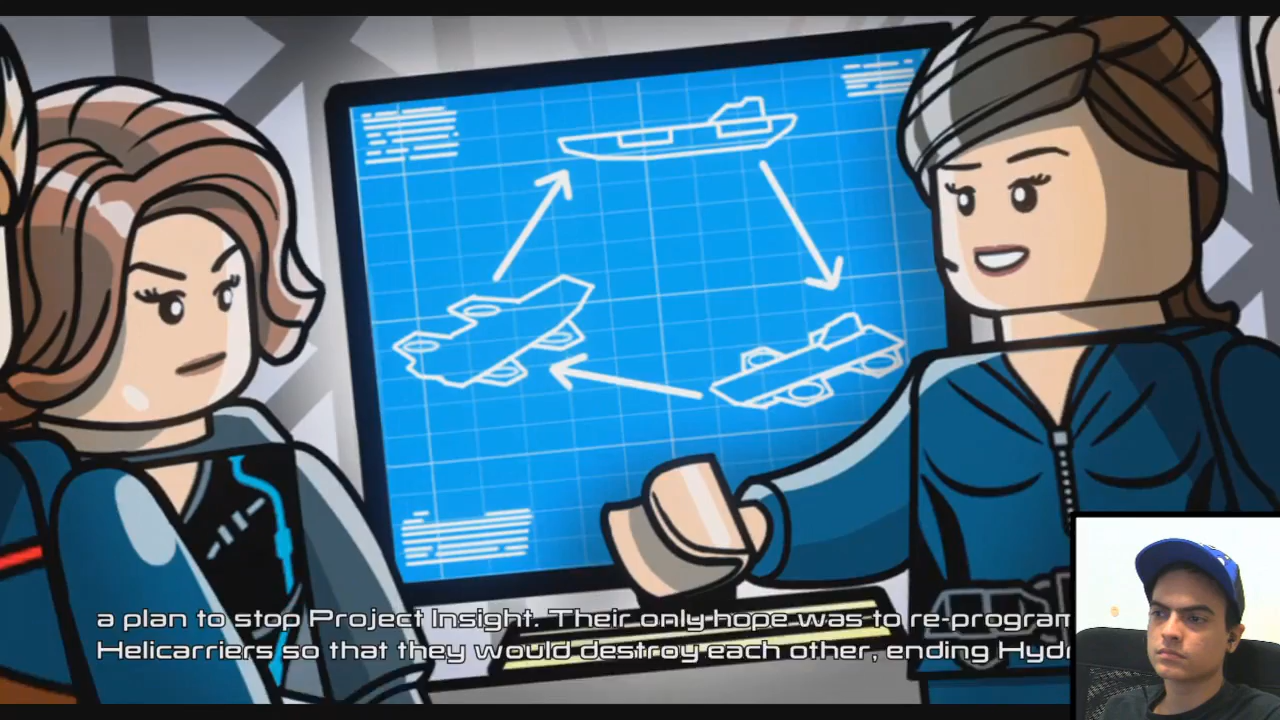 a plan to stop Project Insight. Their only hope was to re-program
Helicarriers so that they would destroy each other, ending Hyd